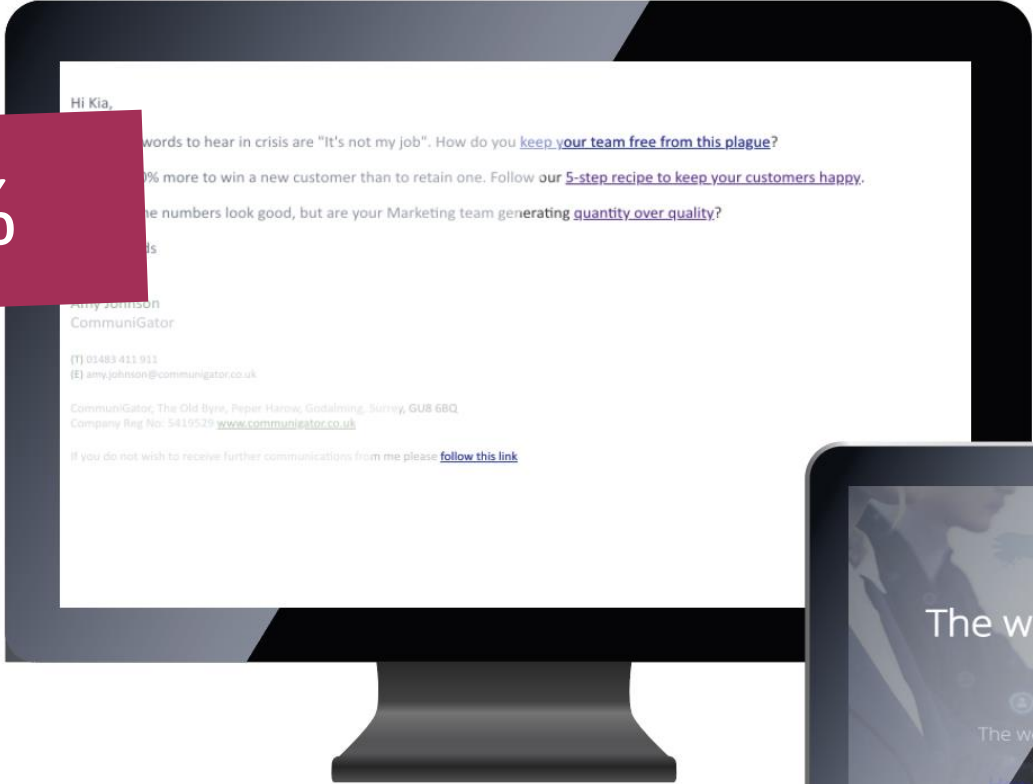 %
Hi Kia,
words to hear in crisis are "It's not my job". How do you keep your team free from this plague?
0% more to win a new customer than to retain one. Follow our 5-step recipe to keep your customers happy.
numbers look good, but are your Marketing team generating quantity over quality?
Amy Johnson
CommuniGator
(T) 01483 411 911
(E) amy.johnson@communigator.co.uk
CommuniGator, The Old Byre, Peper Harow, Godalming, Surrey, GU8 6BQ
Company Reg No: 5419529 www.communigator.co.uk
If you do not wish to receive further communications from me please follow this link
The w
The w